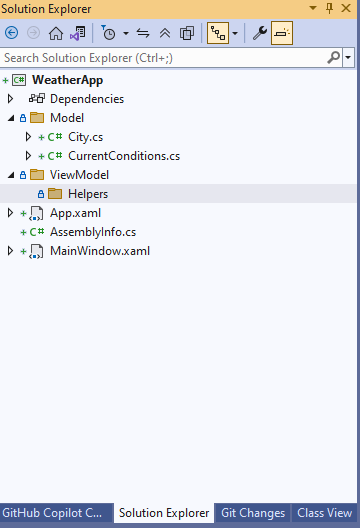 Solution Explorer
Search Solution Explorer (Ctrl+;)
C# WeatherApp
Dependencies
Model
C# City.cs
C# CurrentConditions.cs
ViewModel
Helpers
App.xaml
C# AssemblyInfo.cs
MainWindow.xaml
GitHub Copilot C... Solution Explorer Git Changes Class View